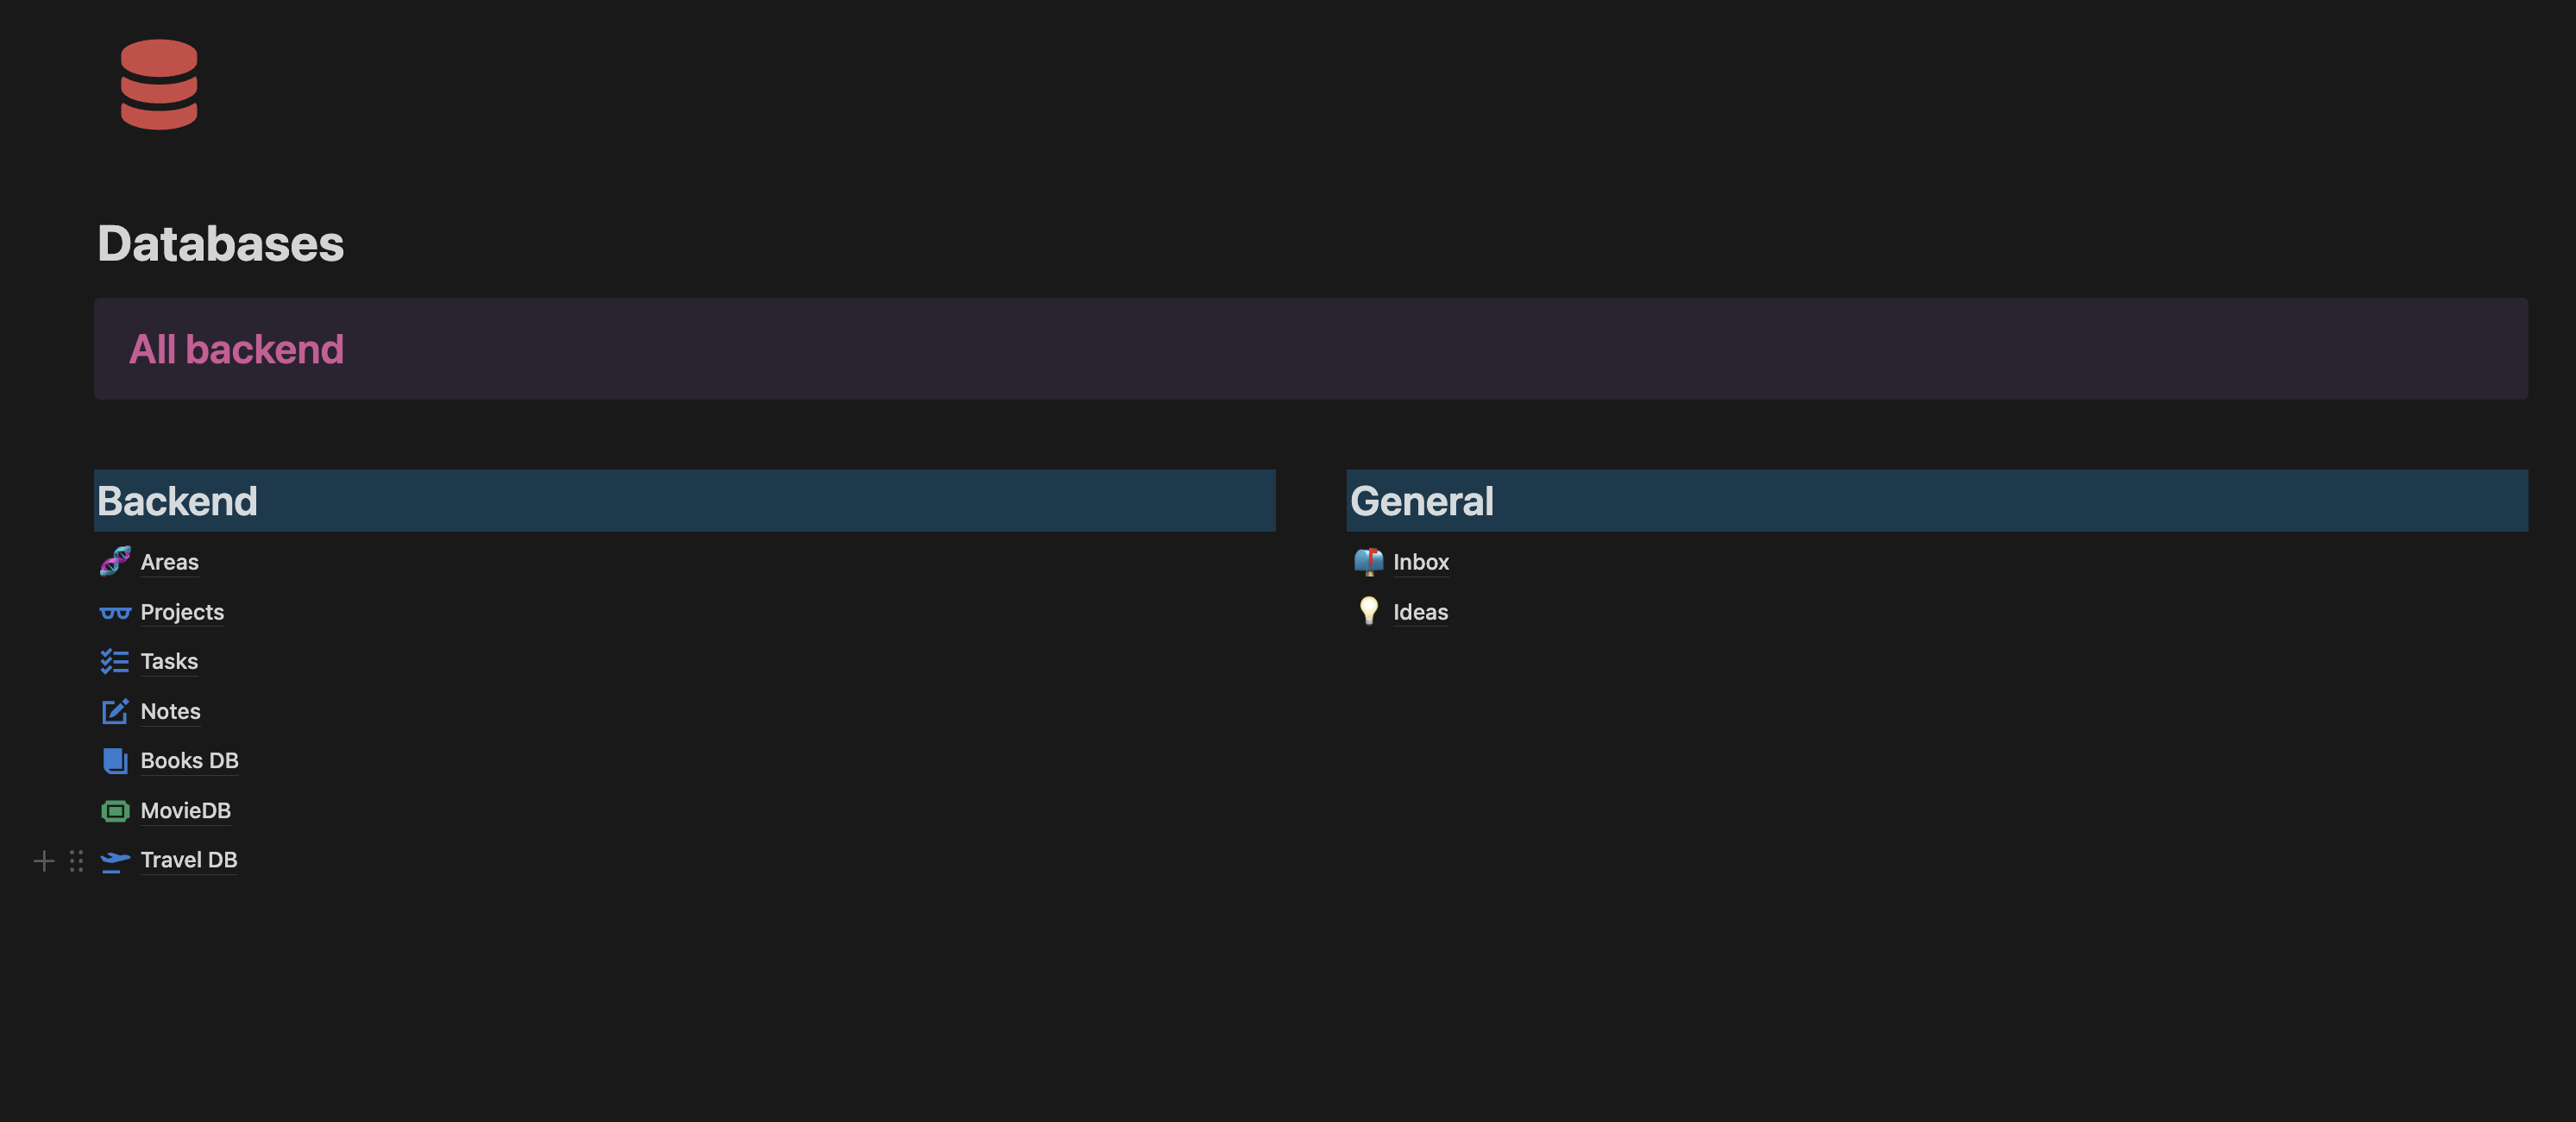 Databases
All backend
Backend
Areas
Projects
Tasks
Notes
Books DB
MovieDB
Travel DB
General
Inbox
Ideas